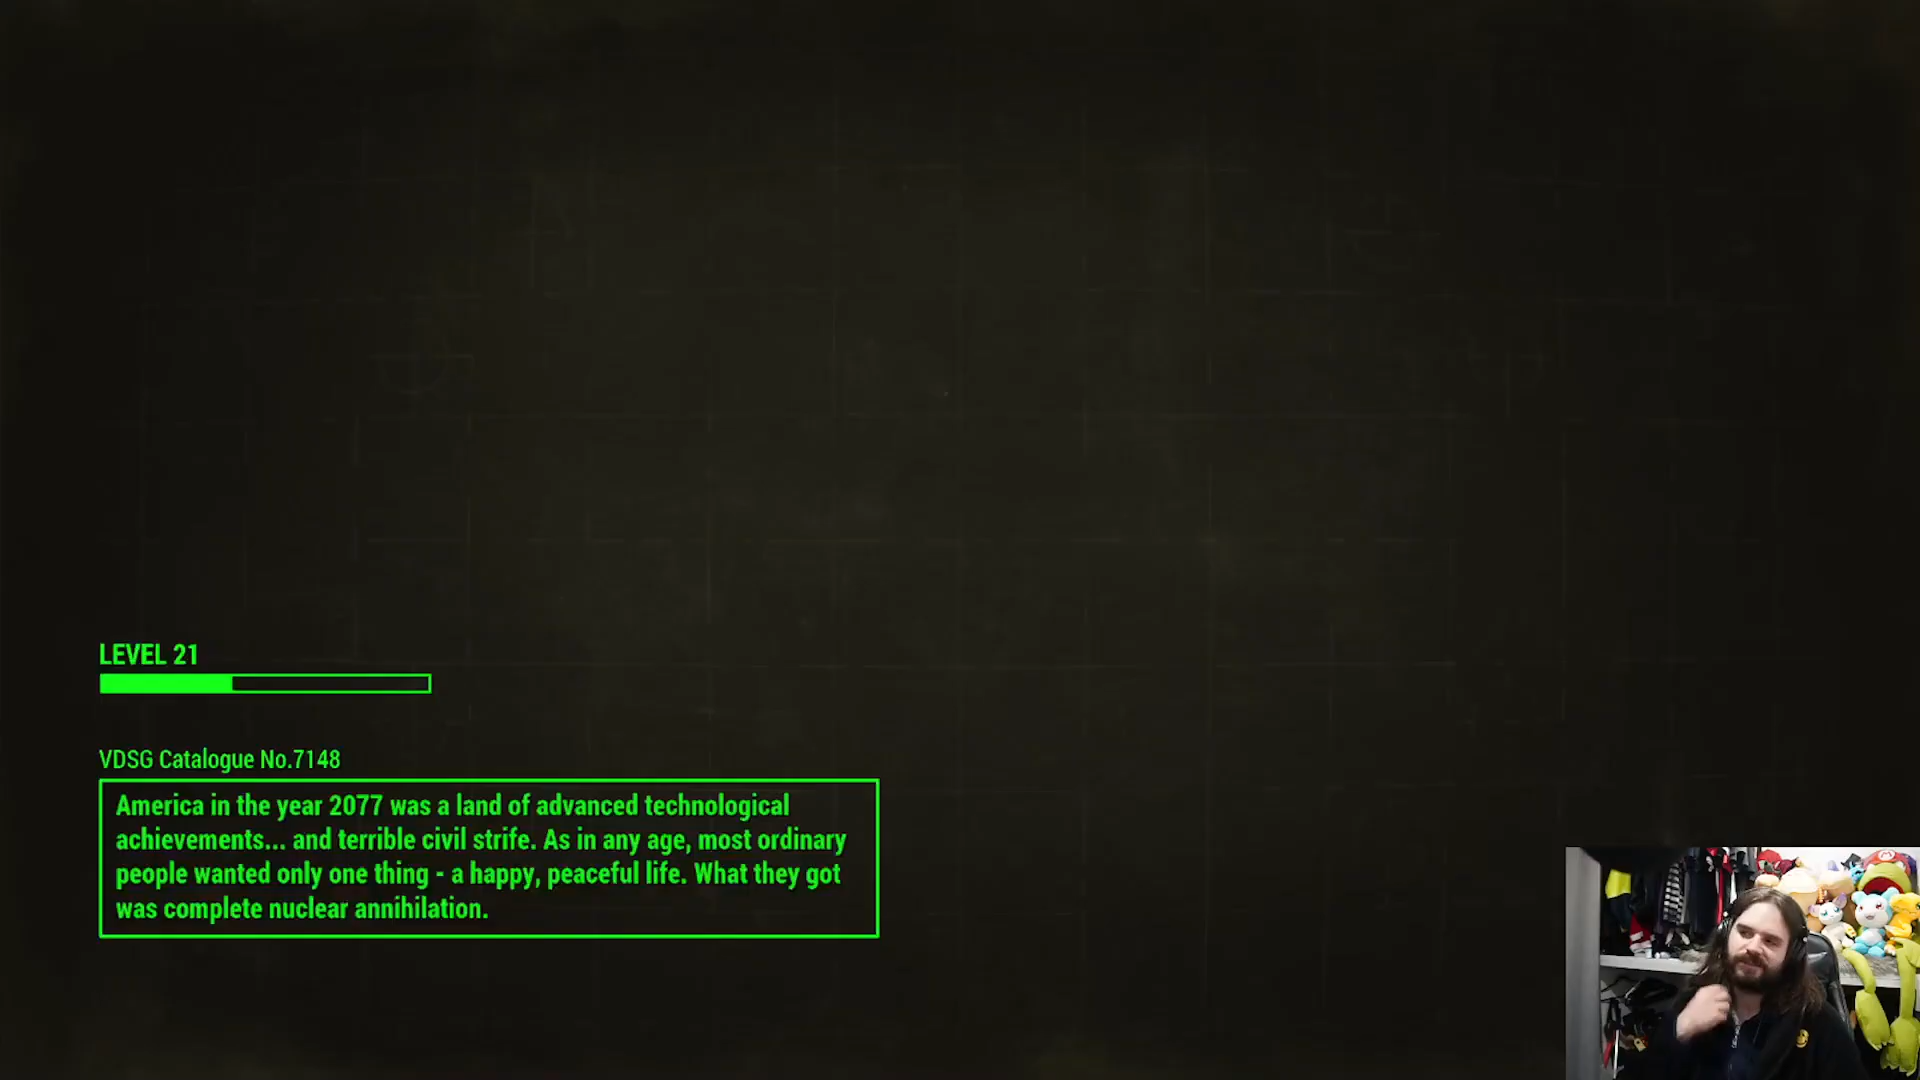 LEVEL 21
VDSG Catalogue No.7148
America in the year 2077 was a land of advanced technological
achievements... and terrible civil strife. As in any age, most ordinary
people wanted only one thing - a happy, peaceful life. What they got
was complete nuclear annihilation.